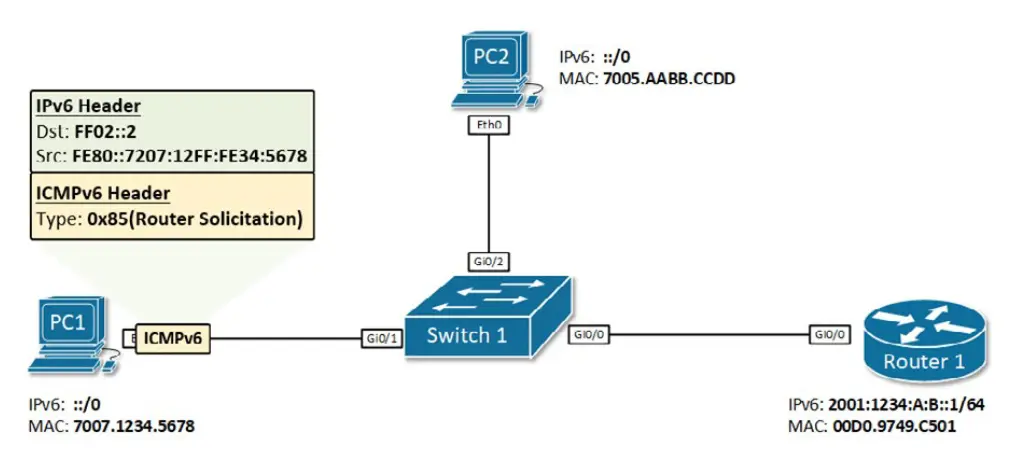 PC2
IPv6: ::/0
MAC: 7005.AABB.CCDD
Eth0
IPv6 Header
Dst: FF02::2
Src: FE80::7207:12FF:FE34:5678
ICMPv6 Header
Type: 0x85(Router Solicitation)
Gi0/2
PC1
ICMPv6
Gi0/1
Switch 1
Gi0/0
Gi0/0
Router 1
IPv6: ::/0
MAC: 7007.1234.5678
IPv6: 2001:1234:A:B::1/64
MAC: 00D0.9749.C501